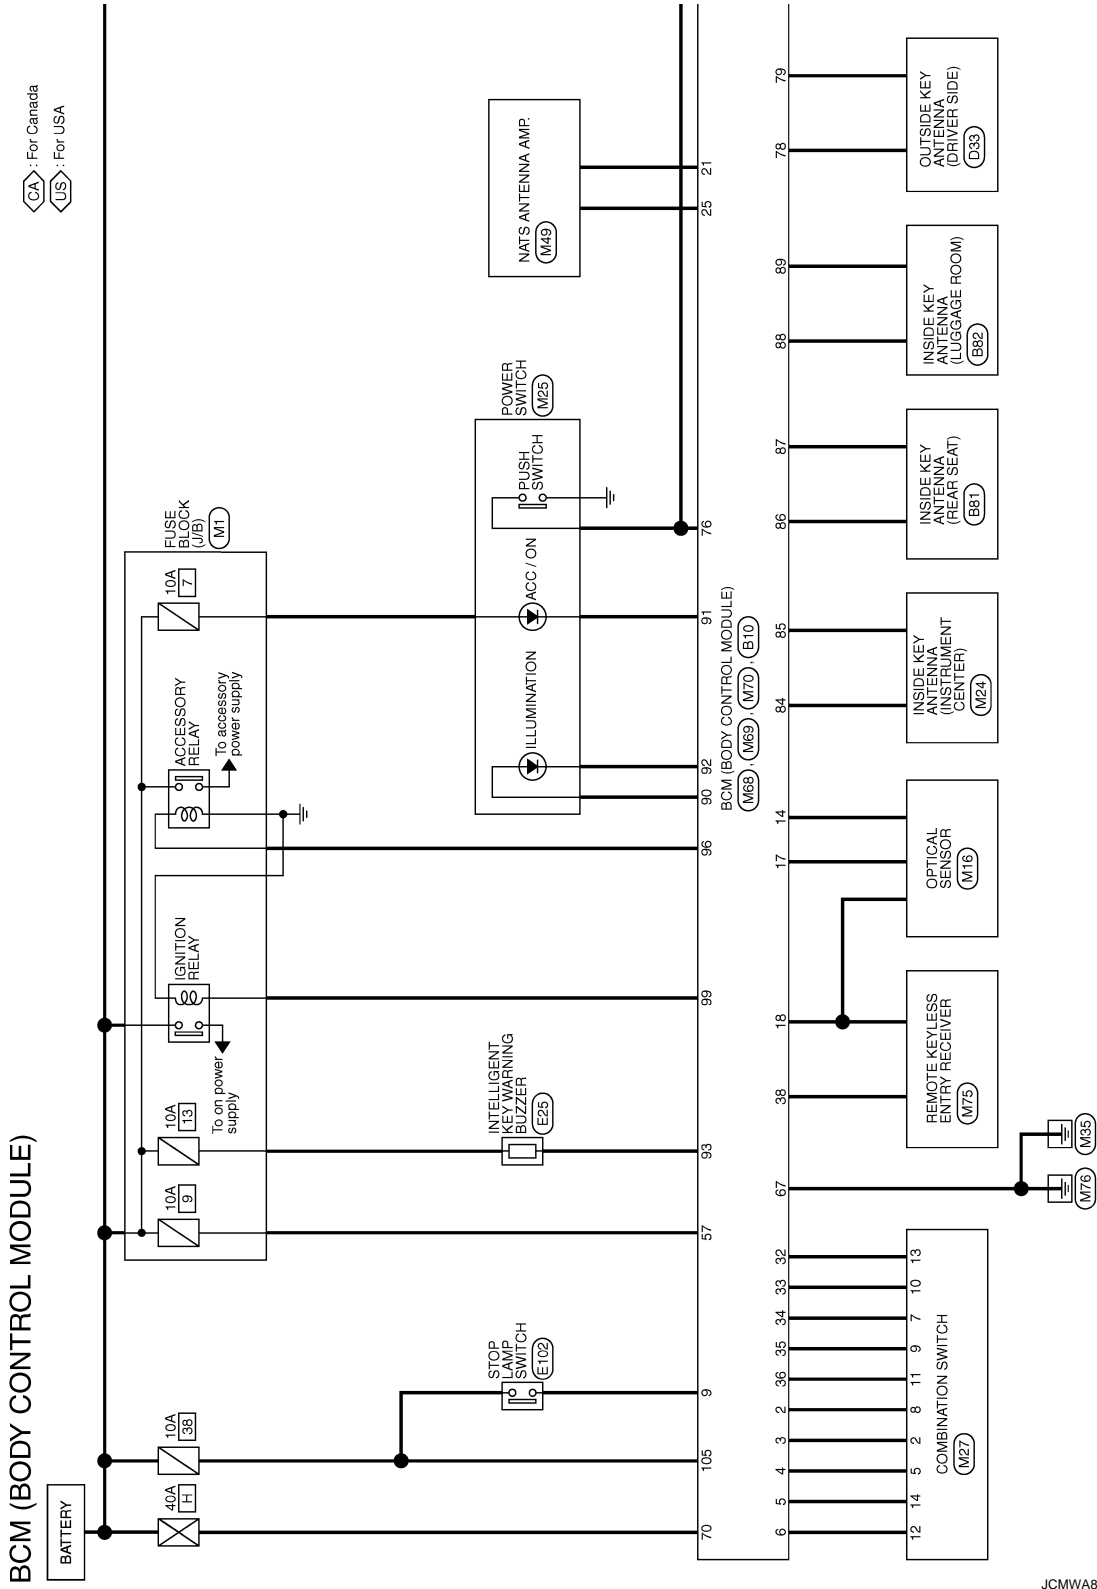 BCM (BODY CONTROL MODULE)
CA : For Canada
US : For USA
BATTERY
40A
H
10A
38
10A
9
10A
13
To on power
supply
IGNITION
RELAY
ACCESSORY
RELAY
To accessory
power supply
10A
7
FUSE
BLOCK
(J/B)
M1
STOP
LAMP
SWITCH
E102
INTELLIGENT
KEY WARNING
BUZZER
E25
ILLUMINATION
ACC / ON
PUSH
SWITCH
POWER
SWITCH
M25
NATS ANTENNA AMP.
M49
70
105
9
57
93
99
96
90
92
91
76
25
21
BCM (BODY CONTROL MODULE)
M68 , M69 , M70 , B10
6
5
4
3
2
36
35
34
33
32
67
38
18
17
14
84
85
86
87
88
89
78
79
12
14
5
2
8
11
9
7
10
13
COMBINATION SWITCH
M27
M76
M35
REMOTE KEYLESS
ENTRY RECEIVER
M75
OPTICAL
SENSOR
M16
INSIDE KEY
ANTENNA
(INSTRUMENT
CENTER)
M24
INSIDE KEY
ANTENNA
(REAR SEAT)
B81
INSIDE KEY
ANTENNA
(LUGGAGE ROOM)
B82
OUTSIDE KEY
ANTENNA
(DRIVER SIDE)
D33
JCMWA8